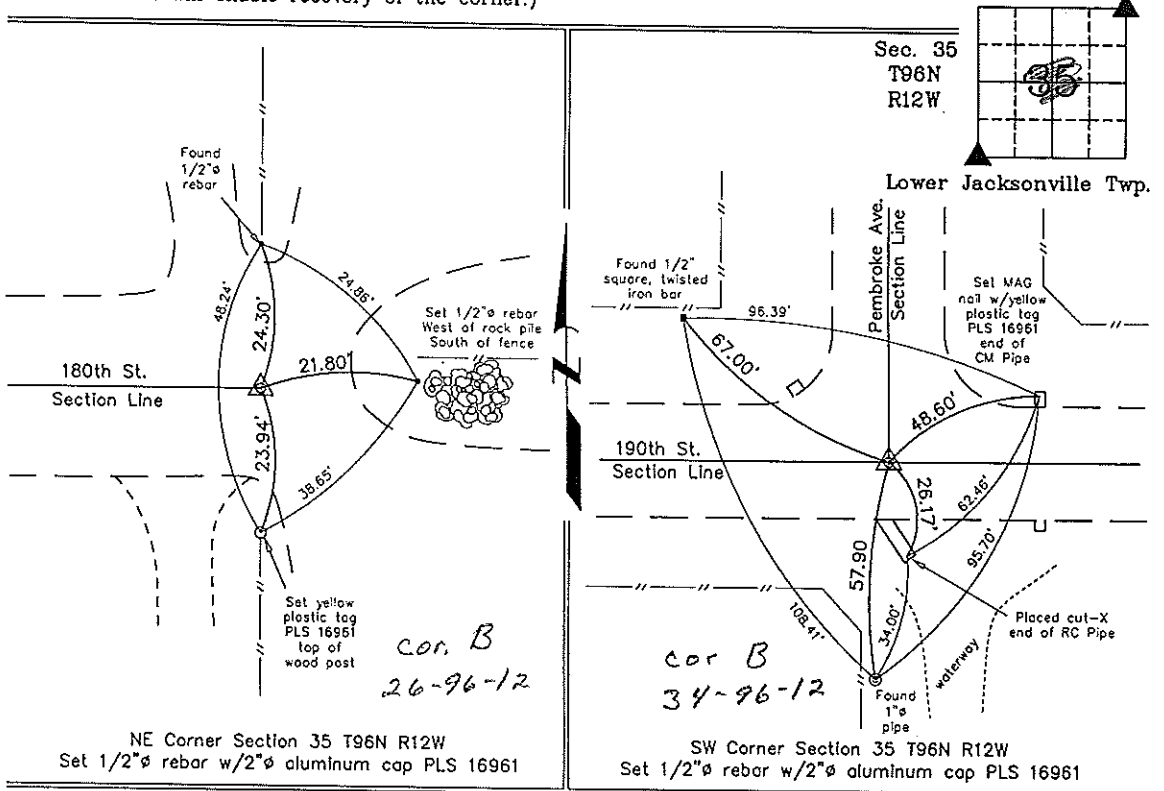 will enable recovery of the corner.)
Sec. 35
T96N
R12W
35
Lower Jacksonville Twp.
Found
1/2"ø
rebar
48.24'
24.30'
24.86'
21.80'
23.94'
38.65'
180th St.
Section Line
Set 1/2"ø rebar
West of rock pile
South of fence
Set yellow
plastic tag
PLS 16961
top of
wood post
cor. B
26-96-12
NE Corner Section 35 T96N R12W
Set 1/2"ø rebar w/2"ø aluminum cap PLS 16961
Found 1/2"
square, twisted
iron bar
Pembroke Ave.
Section Line
Set MAG
nail w/yellow
plastic tag
PLS 16961
end of
CM Pipe
96.39'
67.00'
48.60'
190th St.
Section Line
26.17'
62.46'
95.70'
57.90
34.00'
108.41'
Placed cut-X
end of RC Pipe
waterway
Found
1"ø
pipe
cor B
34-96-12
SW Corner Section 35 T96N R12W
Set 1/2"ø rebar w/2"ø aluminum cap PLS 16961